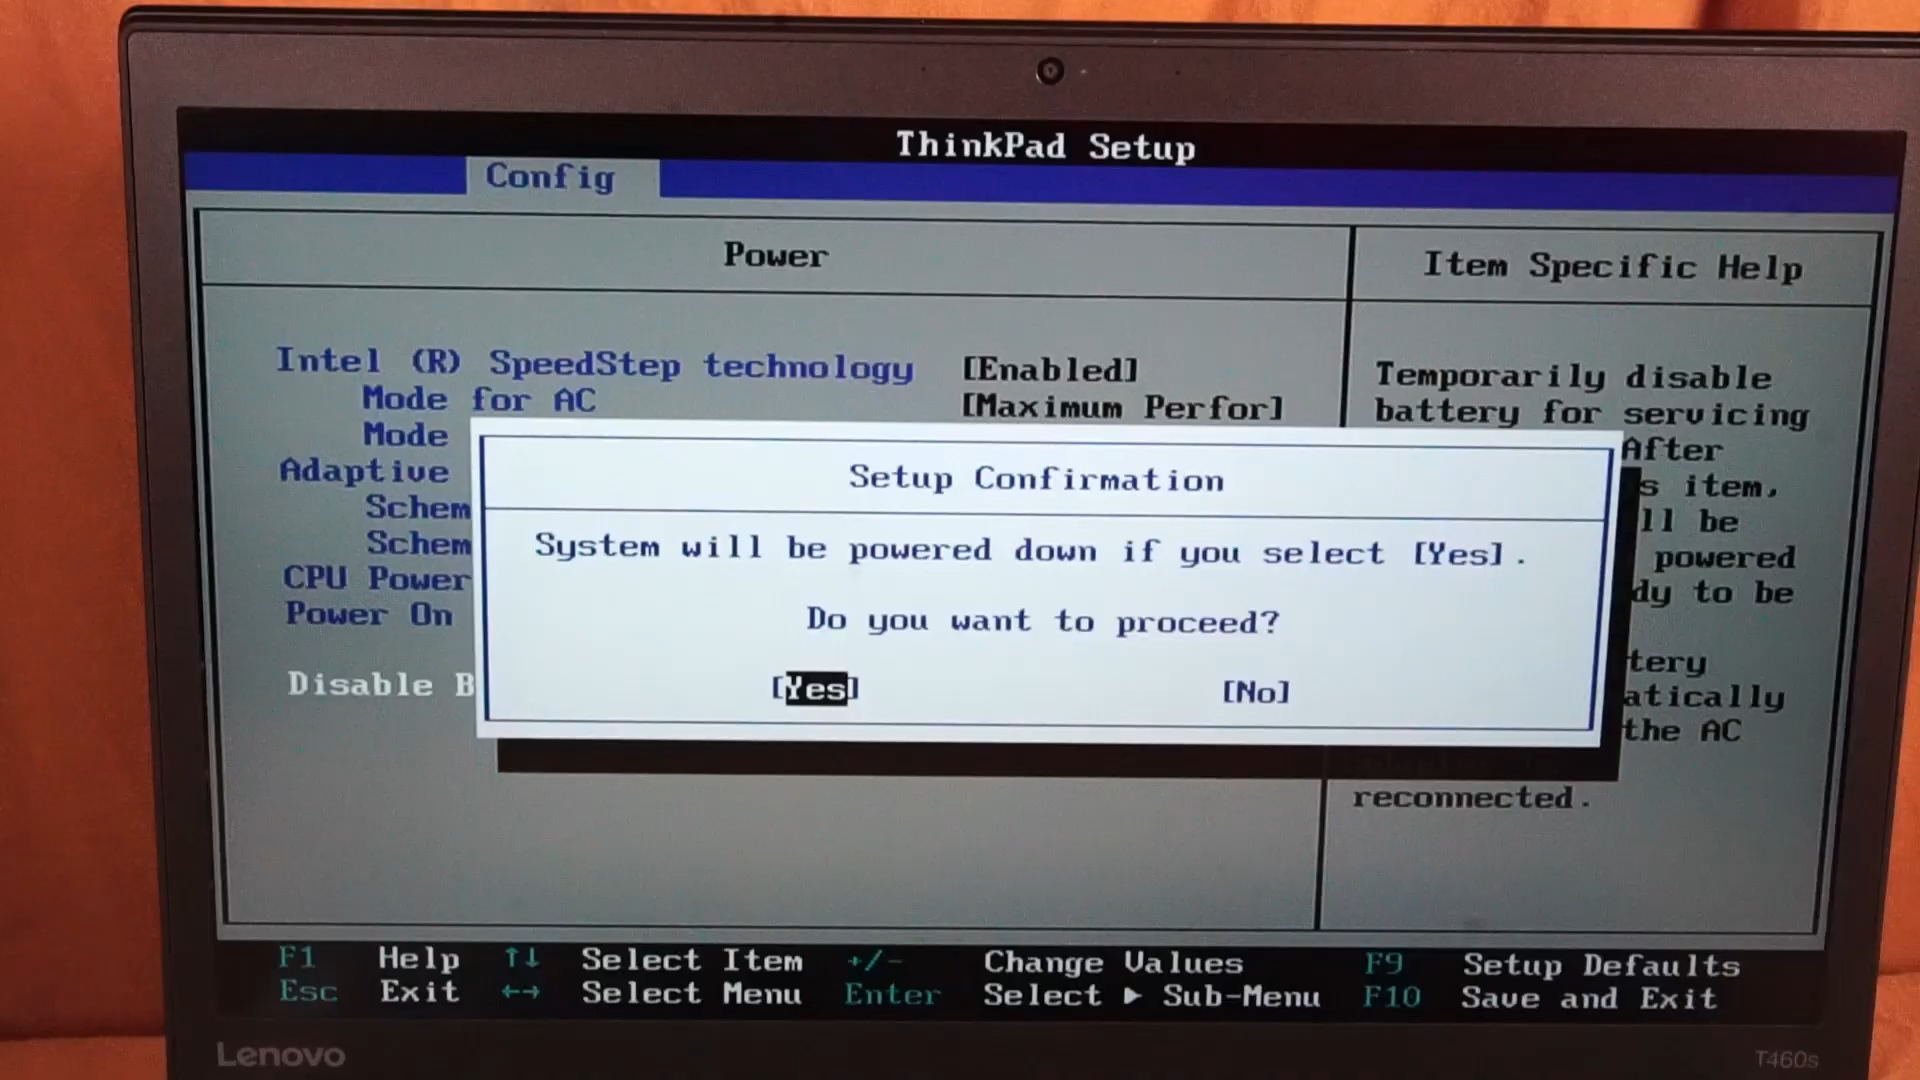 ThinkPad Setup
Config
Power
Item Specific Help
Intel (R) SpeedStep technology [Enabled]
Mode for AC [Maximum Perfor]
Mode
Adaptive
Schem
Schem
CPU Power
Power On
Disable B
Temporarily disable
battery for servicing
After
s item,
ll be
powered
dy to be
tery
atically
the AC
reconnected.
Setup Confirmation
System will be powered down if you select [Yes].
Do you want to proceed?
[Yes] [No]
F1 Help ↑↓ Select Item +/- Change Values F9 Setup Defaults
Esc Exit ←→ Select Menu Enter Select ▶ Sub-Menu F10 Save and Exit
Lenovo
T460s